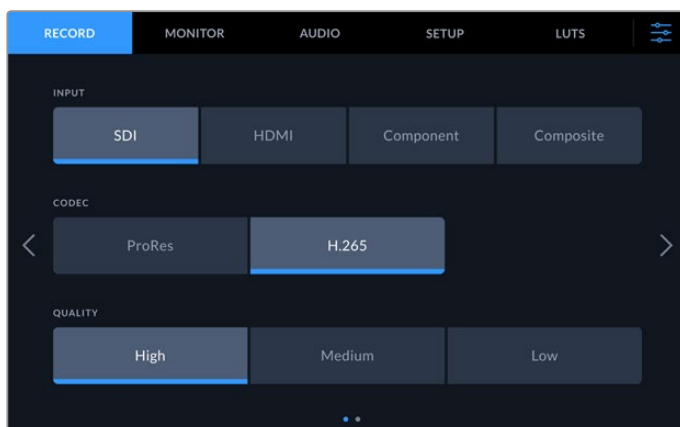 RECORD MONITOR AUDIO SETUP LUTS
INPUT
SDI HDMI Component Composite
CODEC
ProRes H.265
QUALITY
High Medium Low